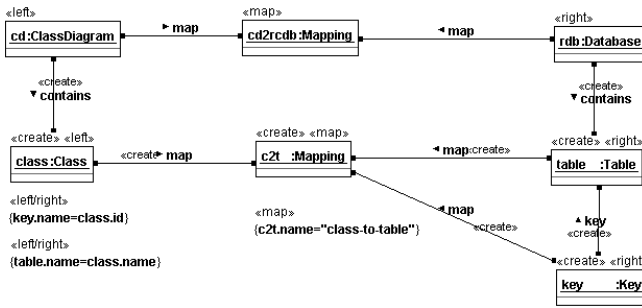 «left» «map» «right»
cd:ClassDiagram ► map cd2rcdb:Mapping ◄ map rdb:Database
«create» «create»
▼ contains ▼ contains
«create» «left» «create» «map» «create» «right»
class:Class «create» ► map c2t :Mapping ◄ map «create» table :Table
«left/right» ◄ map ▲ key
{key.name=class.id} «map» «create» «create»
{c2t.name="class-to-table"}
«left/right»
{table.name=class.name} «create» «right»
key :Key